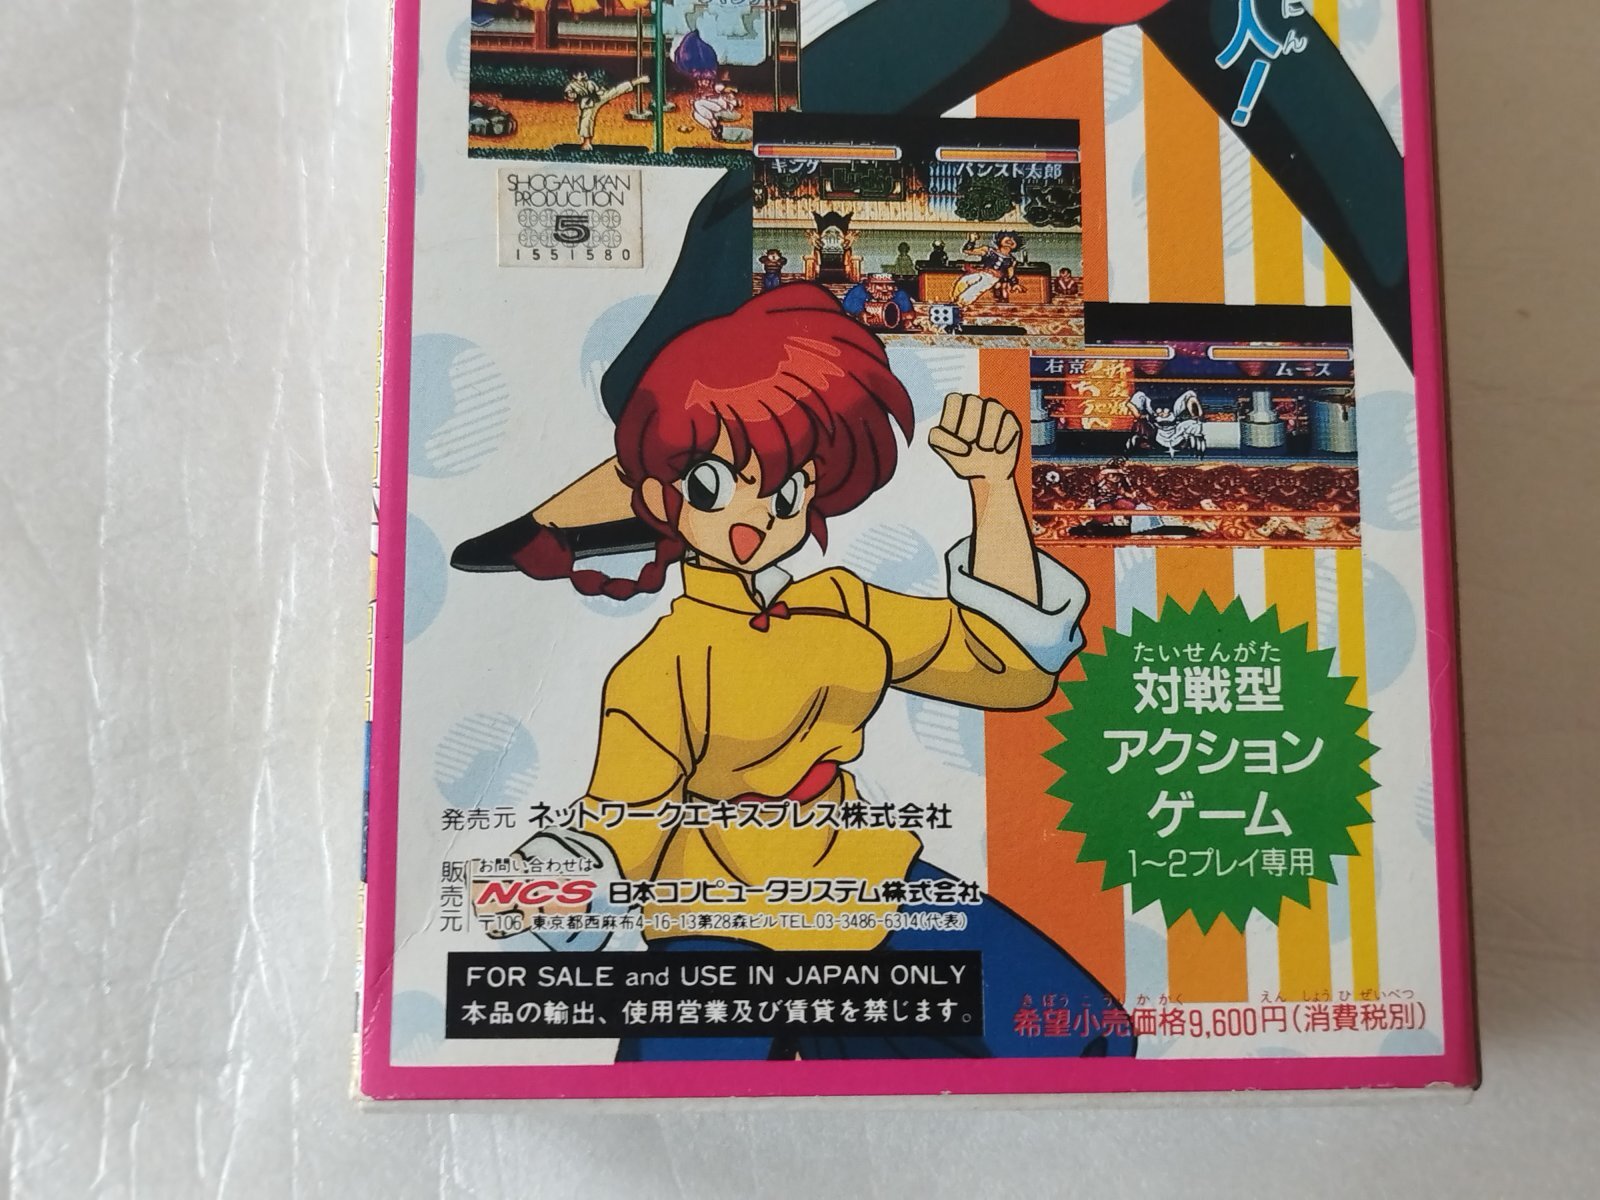 人!
にん
SHOGAKUKAN
PRODUCTION
5
1551580
キング
パンスト太郎
右京
ムース
たいせんがた
対戦型
アクション
ゲーム
1~2プレイ専用
発売元 ネットワークエキスプレス株式会社
販売元
お問い合わせは
NCS 日本コンピュータシステム株式会社
〒106 東京都西麻布4-16-13第28森ビルTEL.03-3486-6314(代表)
FOR SALE and USE IN JAPAN ONLY
本品の輸出、使用営業及び賃貸を禁じます。
きぼうこうりかかく えん しょうひぜいべつ
希望小売価格9,600円(消費税別)